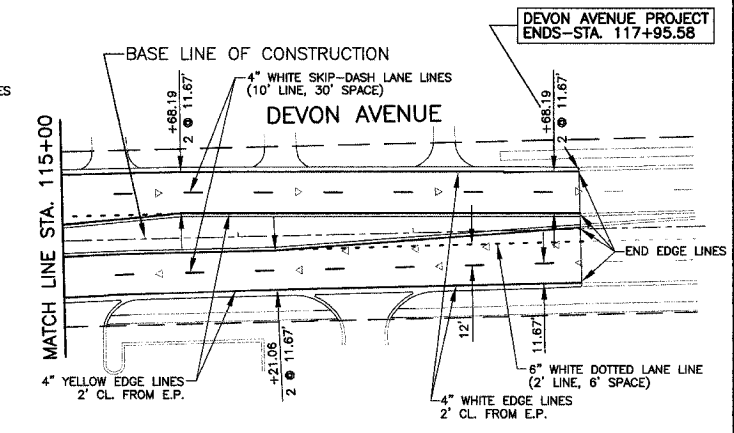 DEVON AVENUE PROJECT
ENDS-STA. 117+95.58
BASE LINE OF CONSTRUCTION
4" WHITE SKIP-DASH LANE LINES
(10' LINE, 30' SPACE)
ES
DEVON AVENUE
+68.19
2 @ 11.67'
+68.19
2 @ 11.67'
MATCH LINE STA. 115+00
END EDGE LINES
+21.06
2 @ 11.67'
12'
11.67'
4" YELLOW EDGE LINES
2' CL. FROM E.P.
6" WHITE DOTTED LANE LINE
(2' LINE, 6' SPACE)
4" WHITE EDGE LINES
2' CL. FROM E.P.